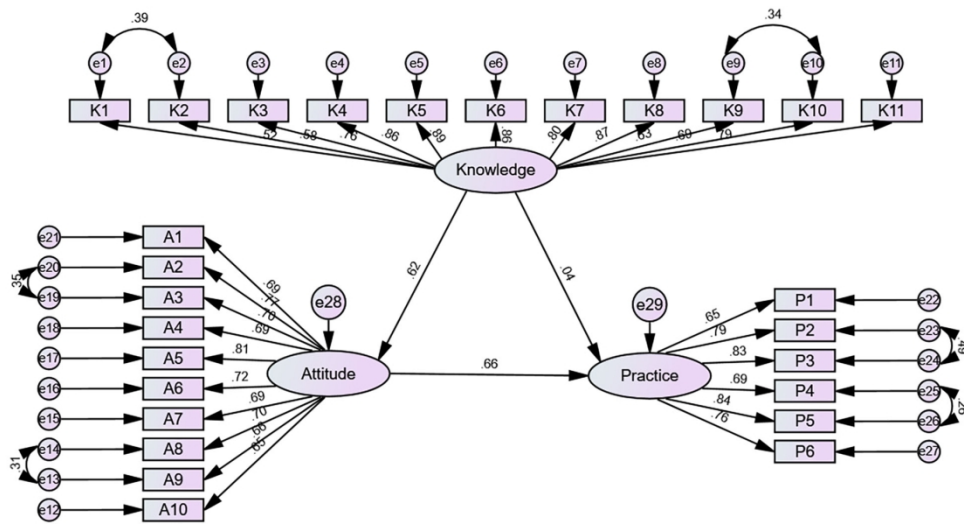 .39
.34
e1 e2 e3 e4 e5 e6 e7 e8 e9 e10 e11
K1 K2 K3 K4 K5 K6 K7 K8 K9 K10 K11
.52 .58 .76 .86 .89 .86 .80 .87 .63 .60 .79
Knowledge
.62
.04
e21 A1
e20 A2
.35
e19 A3
e18 A4
e17 A5
e16 A6
e15 A7
e14 A8
.31
e13 A9
e12 A10
.69
.77
.70
.69
.81
.72
.69
.70
.66
.65
e28
Attitude
.66
e29
Practice
.65
.79
.83
.69
.84
.76
P1 e22
P2 e23
.49
P3 e24
P4 e25
.26
P5 e26
P6 e27